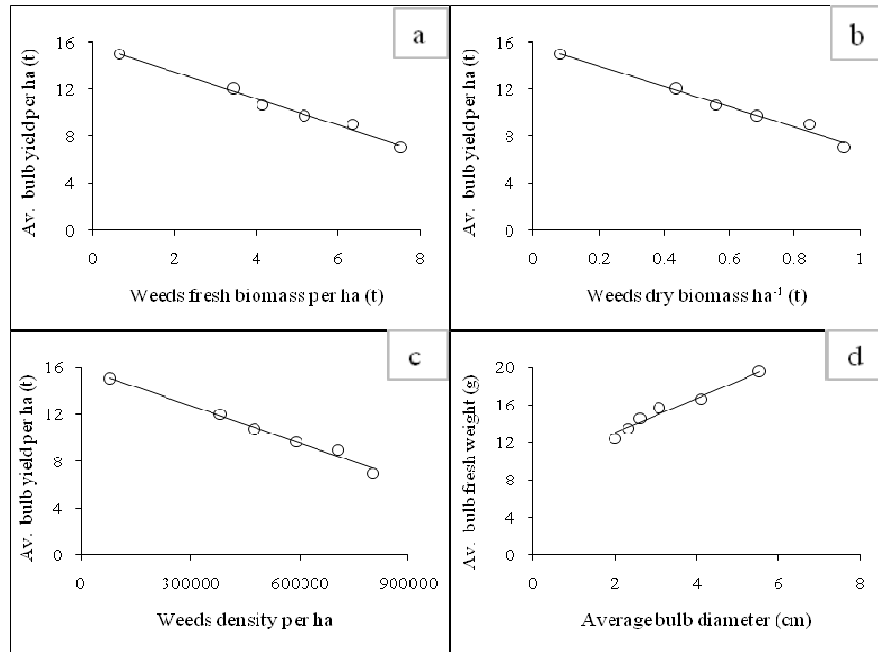 a
16
12
8
4
0
Av. bulb yield per ha (t)
0 2 4 6 8
Weeds fresh biomass per ha (t)
b
16
12
8
4
0
Av. bulb yield per ha (t)
0 0.2 0.4 0.6 0.8 1
Weeds dry biomass ha⁻¹ (t)
c
16
12
8
4
0
Av. bulb yield per ha (t)
0 300000 600000 900000
Weeds density per ha
d
20
16
12
8
4
0
Av. bulb fresh weight (g)
0 2 4 6 8
Average bulb diameter (cm)